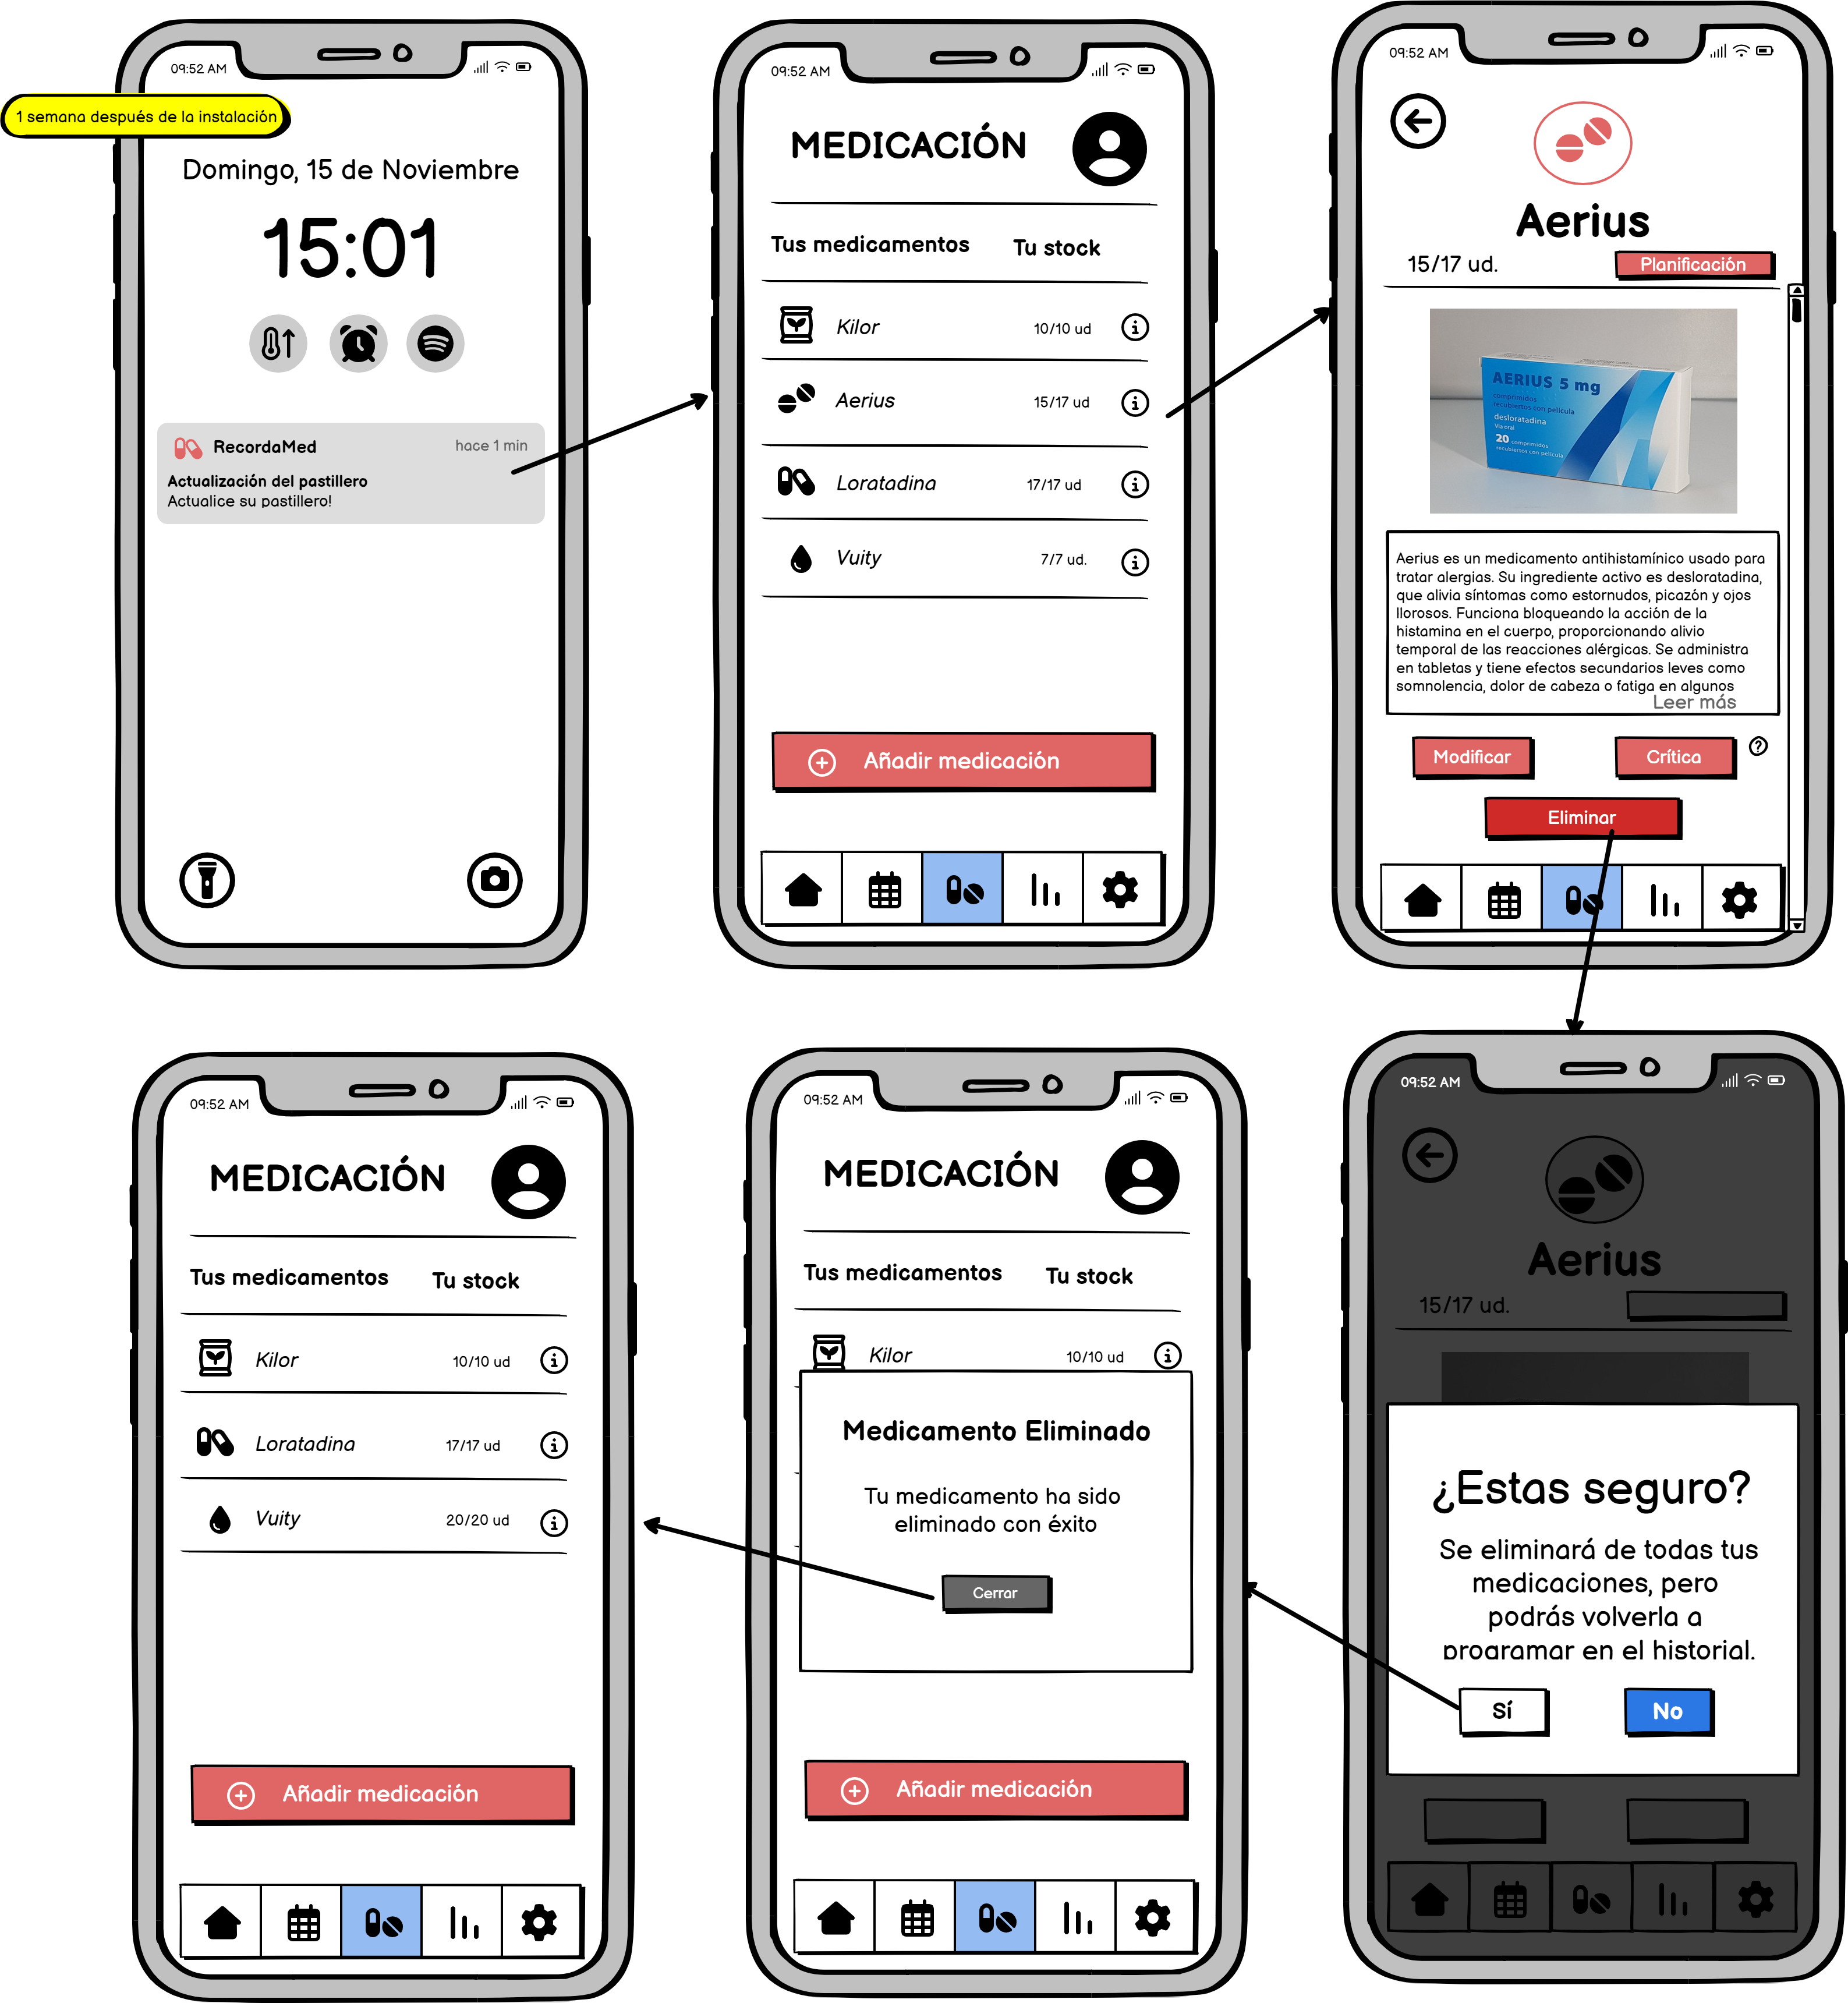 1 semana después de la instalación
09:52 AM
Domingo, 15 de Noviembre
15:01
RecordaMed
hace 1 min
Actualización del pastillero
Actualice su pastillero!
09:52 AM
MEDICACIÓN
Tus medicamentos
Tu stock
Kilor
10/10 ud
Aerius
15/17 ud
Loratadina
17/17 ud
Vuity
7/7 ud.
Añadir medicación
09:52 AM
Aerius
15/17 ud.
Planificación
AERIUS 5 mg
comprimidos
recubiertos con película
desloratadina
Vía oral
20 comprimidos
recubiertos con película
Aerius es un medicamento antihistamínico usado para
tratar alergias. Su ingrediente activo es desloratadina,
que alivia síntomas como estornudos, picazón y ojos
llorosos. Funciona bloqueando la acción de la
histamina en el cuerpo, proporcionando alivio
temporal de las reacciones alérgicas. Se administra
en tabletas y tiene efectos secundarios leves como
somnolencia, dolor de cabeza o fatiga en algunos
Leer más
Modificar
Crítica
?
Eliminar
09:52 AM
MEDICACIÓN
Tus medicamentos
Tu stock
Kilor
10/10 ud
Loratadina
17/17 ud
Vuity
20/20 ud
Añadir medicación
09:52 AM
MEDICACIÓN
Tus medicamentos
Tu stock
Kilor
10/10 ud
Medicamento Eliminado
Tu medicamento ha sido
eliminado con éxito
Cerrar
Añadir medicación
09:52 AM
Aerius
15/17 ud.
¿Estas seguro?
Se eliminará de todas tus
medicaciones, pero
podrás volverla a
programar en el historial.
Sí
No